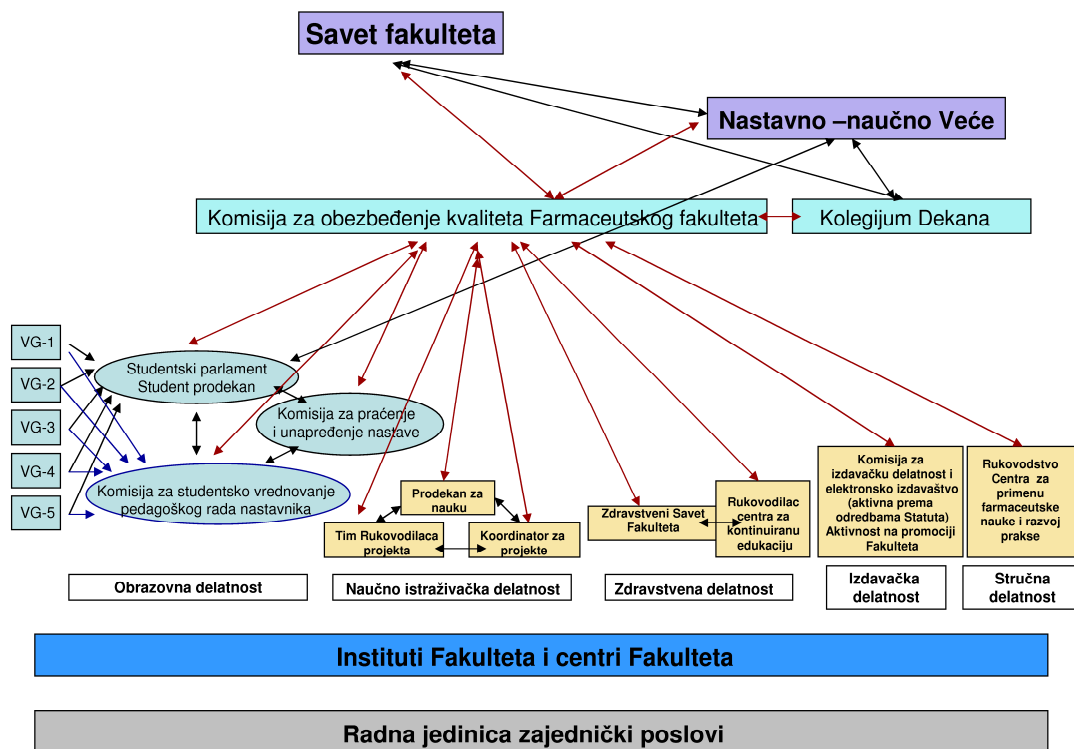 Savet fakulteta
Nastavno –naučno Veće
Komisija za obezbeđenje kvaliteta Farmaceutskog fakulteta
Kolegijum Dekana
VG-1
VG-2
VG-3
VG-4
VG-5
Studentski parlament
Student prodekan
Komisija za praćenje
i unapređenje nastave
Komisija za studentsko vrednovanje
pedagoškog rada nastavnika
Prodekan za
nauku
Tim Rukovodilaca
projekta
Koordinator za
projekte
Zdravstveni Savet
Fakulteta
Rukovodilac
centra za
kontinuiranu
edukaciju
Komisija za
izdavačku delatnost i
elektronsko izdavaštvo
(aktivna prema
odredbama Statuta)
Aktivnost na promociji
Fakulteta
Rukovodstvo
Centra za
primenu
farmaceutske
nauke i razvoj
prakse
Obrazovna delatnost
Naučno istraživačka delatnost
Zdravstvena delatnost
Izdavačka
delatnost
Stručna
delatnost
Instituti Fakulteta i centri Fakulteta
Radna jedinica zajednički poslovi